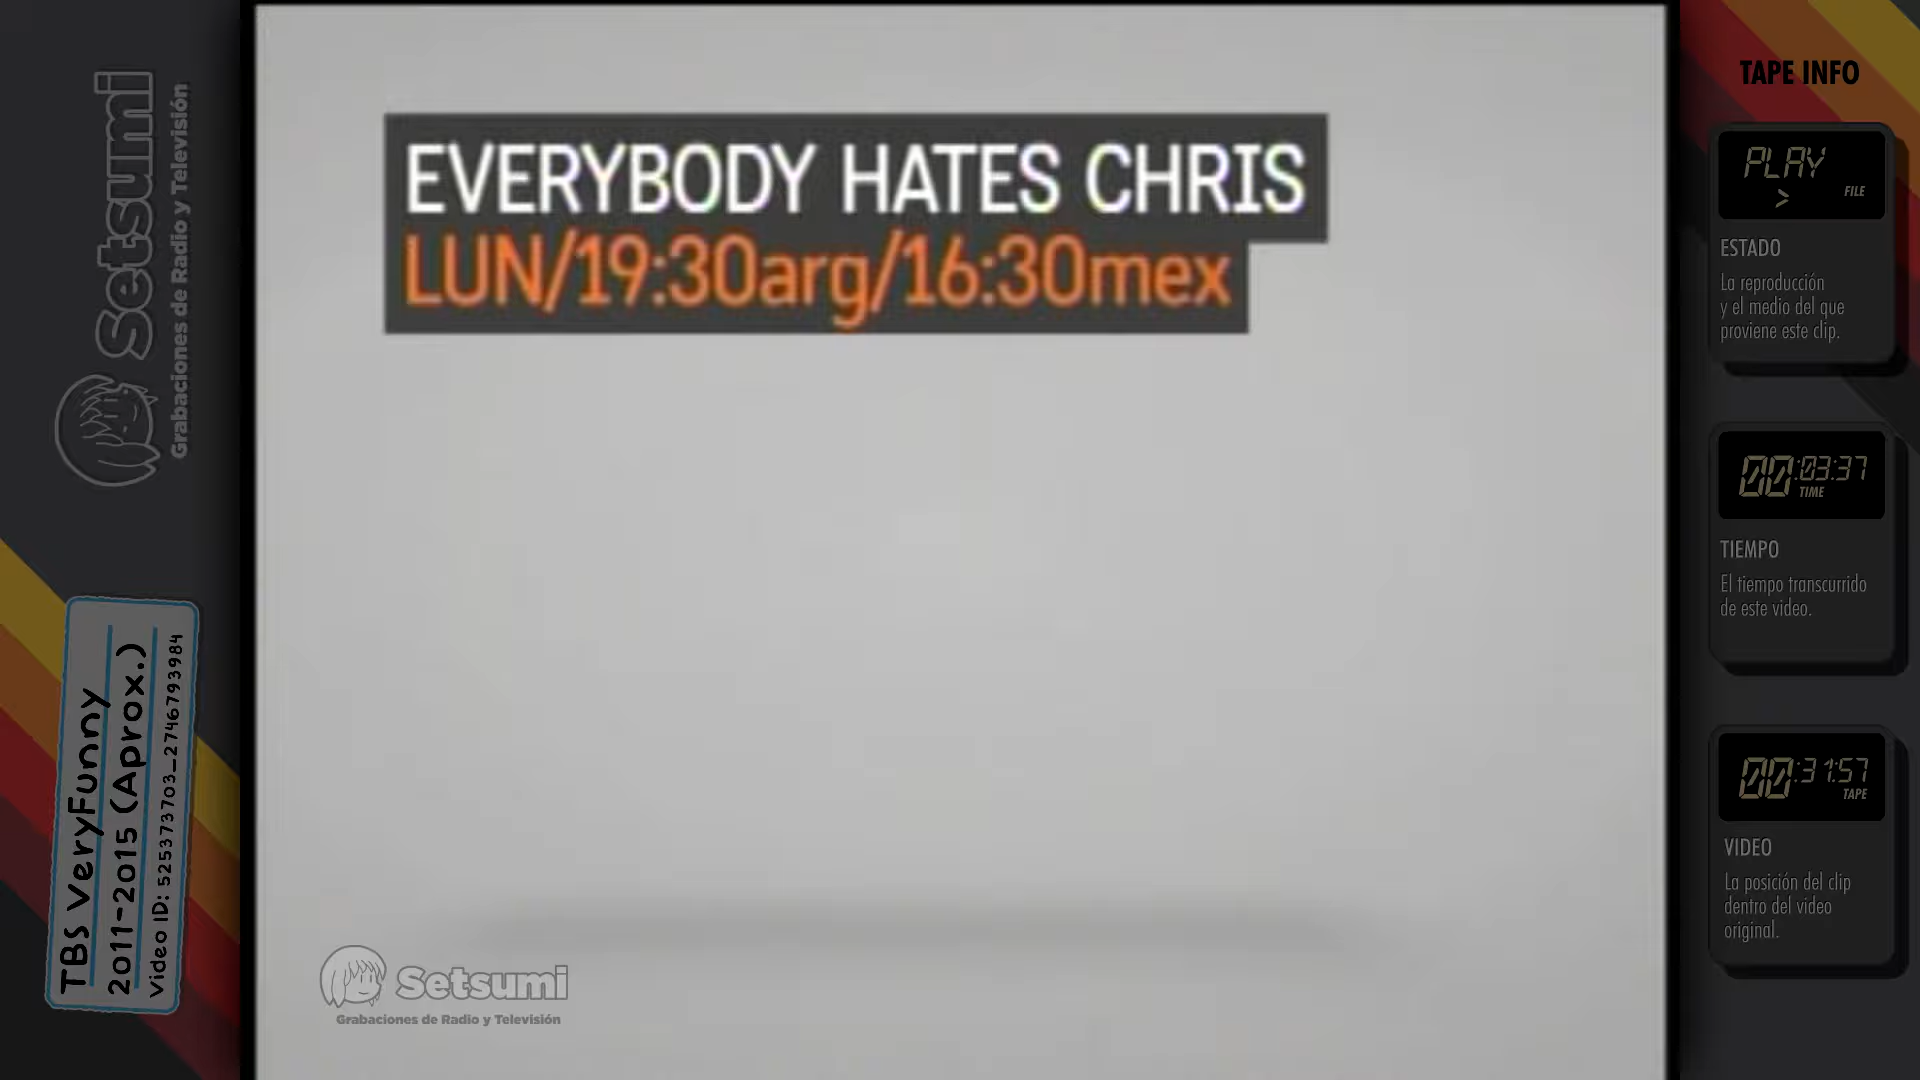 Setsumi
Grabaciones de Radio y Televisión
TBS VeryFunny
2011-2015 (Aprox.)
Video ID: 525373703_2746793984
EVERYBODY HATES CHRIS
LUN/19:30arg/16:30mex
Setsumi
Grabaciones de Radio y Televisión
TAPE INFO
PLAY
>
FILE
ESTADO
La reproducción
y el medio del que
proviene este clip.
00:03:37
TIME
TIEMPO
El tiempo transcurrido
de este video.
00:31:57
TAPE
VIDEO
La posición del clip
dentro del video
original.